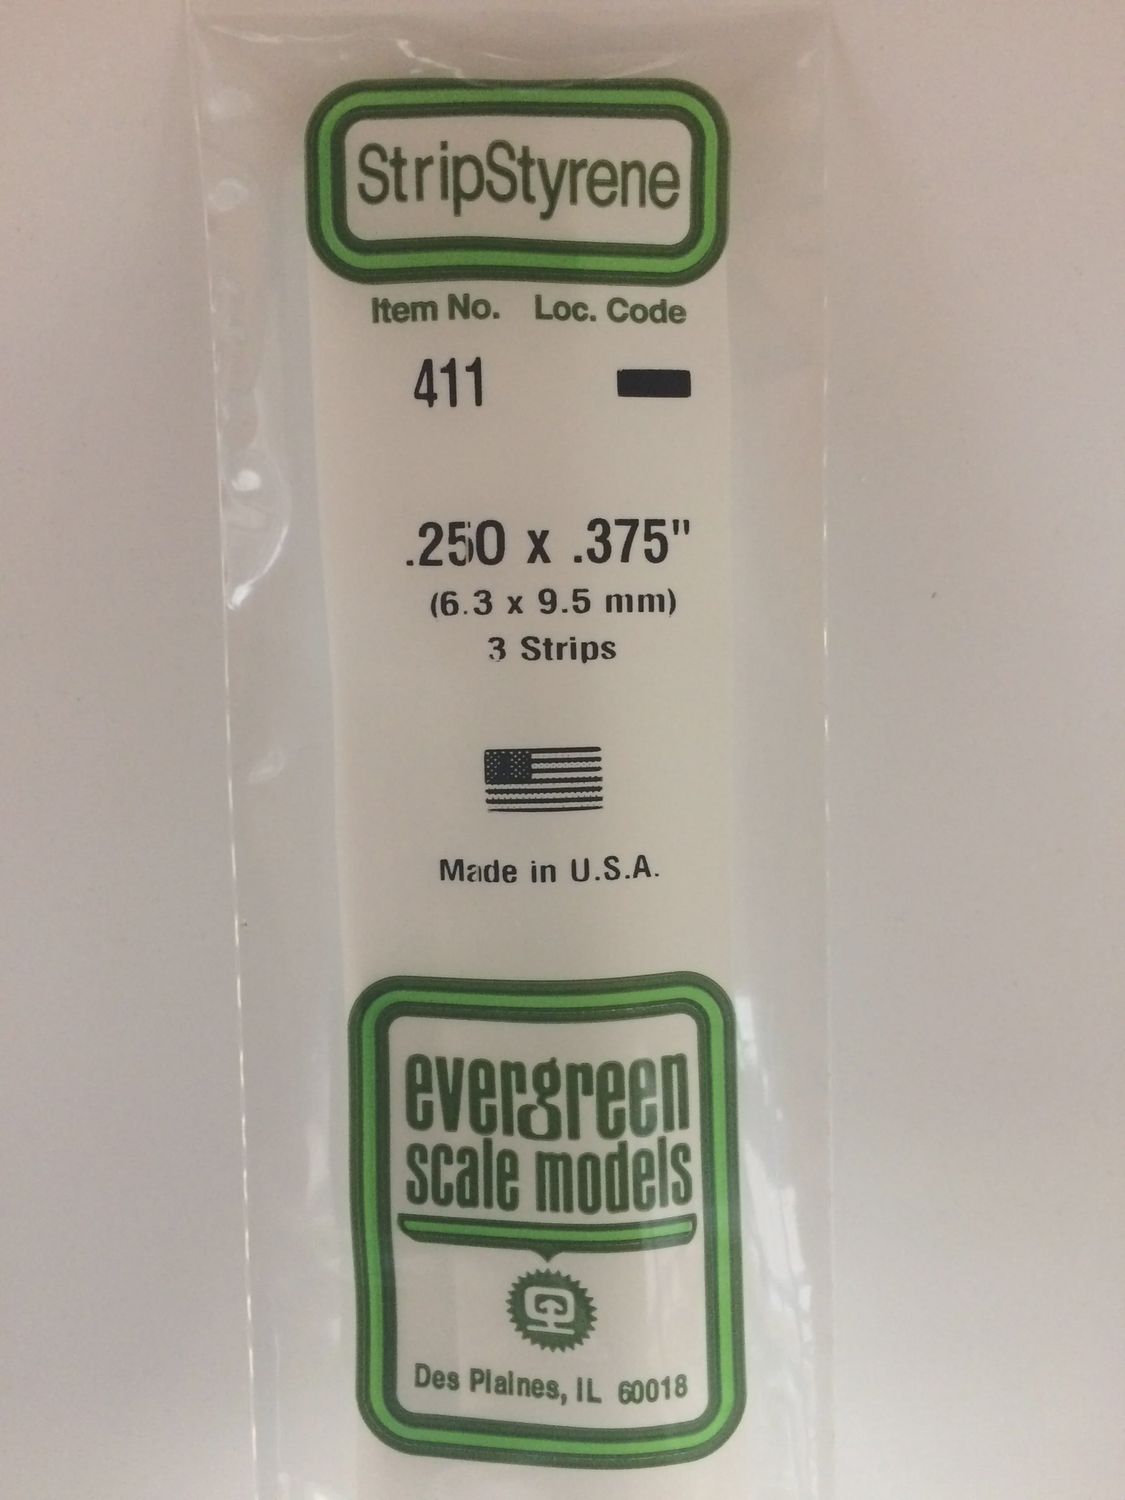 StripStyrene
Item No. Loc. Code
411
.250 x .375"
(6.3 x 9.5 mm)
3 Strips
Made in U.S.A.
evergreen
scale models
Des Plaines, IL 60018